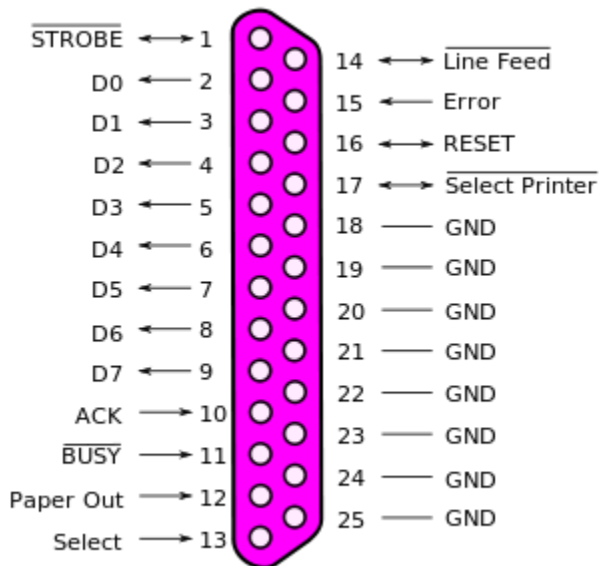 STROBE 1
D0 2
D1 3
D2 4
D3 5
D4 6
D5 7
D6 8
D7 9
ACK 10
BUSY 11
Paper Out 12
Select 13
14 Line Feed
15 Error
16 RESET
17 Select Printer
18 GND
19 GND
20 GND
21 GND
22 GND
23 GND
24 GND
25 GND